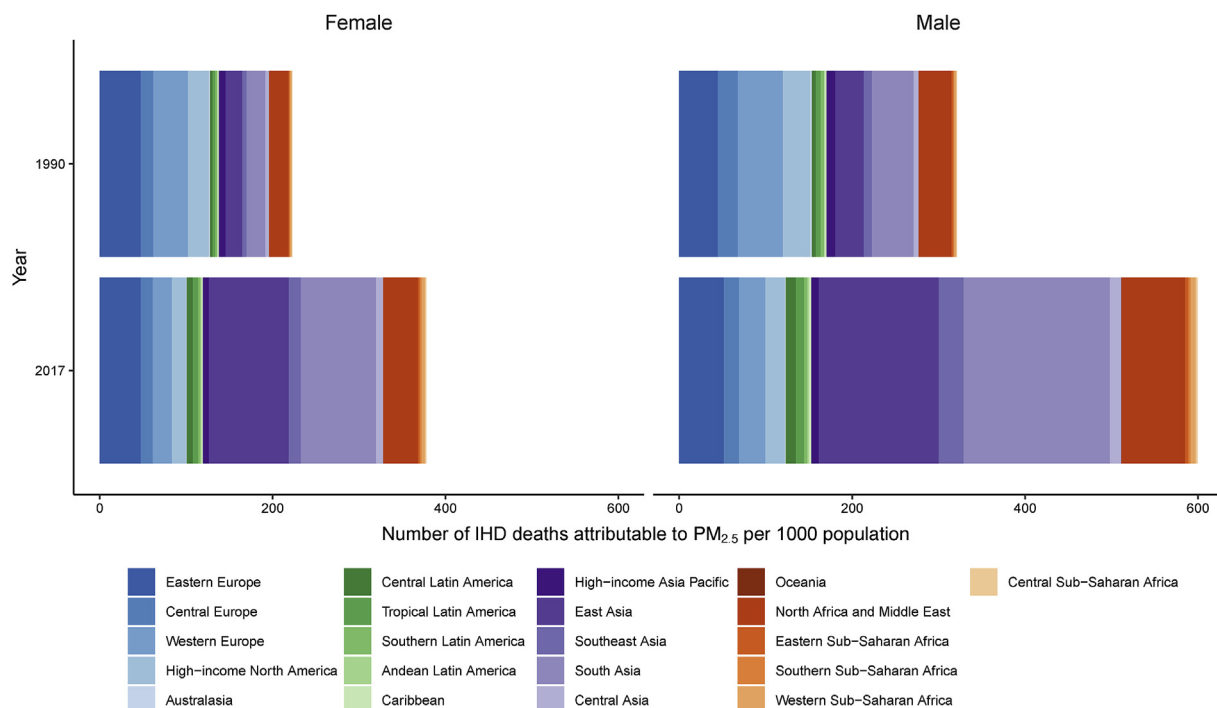 Female
Male
Year
1990
2017
0
200
400
600
0
200
400
600
Number of IHD deaths attributable to PM2.5 per 1000 population
Eastern Europe
Central Europe
Western Europe
High−income North America
Australasia
Central Latin America
Tropical Latin America
Southern Latin America
Andean Latin America
Caribbean
High−income Asia Pacific
East Asia
Southeast Asia
South Asia
Central Asia
Oceania
North Africa and Middle East
Eastern Sub−Saharan Africa
Southern Sub−Saharan Africa
Western Sub−Saharan Africa
Central Sub−Saharan Africa